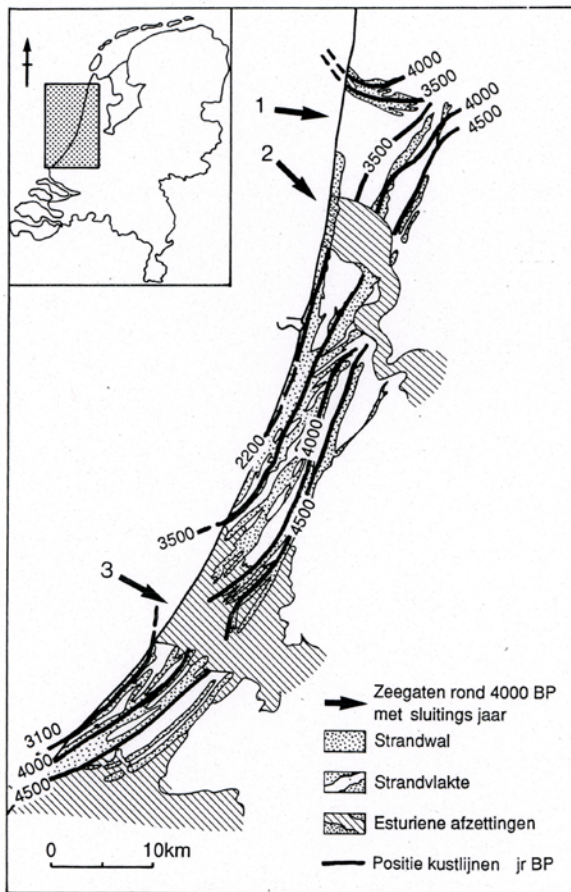 4000
3500
4000
4500
3500
1
2
2200
4000
3500
4500
3
3100
4000
4500
Zeegaten rond 4000 BP
met sluitings jaar
Strandwal
Strandvlakte
Esturiene afzettingen
Positie kustlijnen jr BP
0 10km